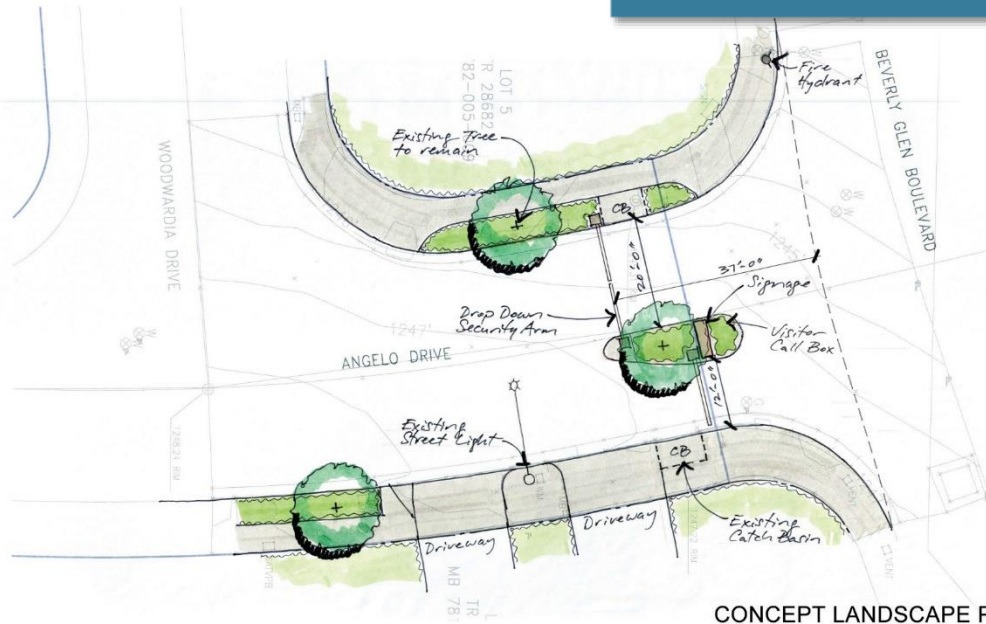 Fire
Hydrant
BEVERLY GLEN BOULEVARD
LOT 5
Existing Tree
to remain
WOODWARDIA DRIVE
CB
20'-0"
37'-0"
Signage
Drop Down
Security Arm
Visitor
Call Box
1247'
ANGELO DRIVE
12'-0"
Existing
Street Light
CB
Driveway
Driveway
Existing
Catch Basin
VENT
CONCEPT LANDSCAPE